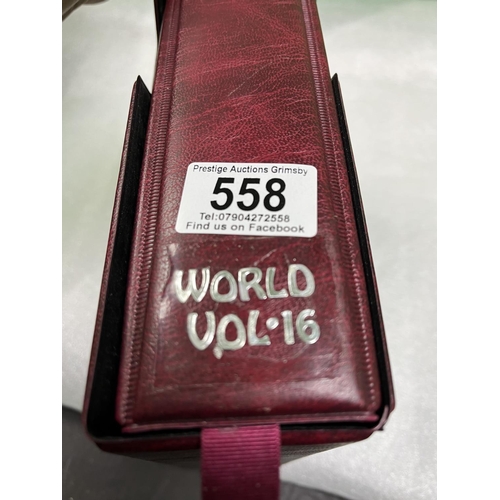 Prestige Auctions Grimsby
558
Tel:07904272558
Find us on Facebook
WORLD
VOL·16